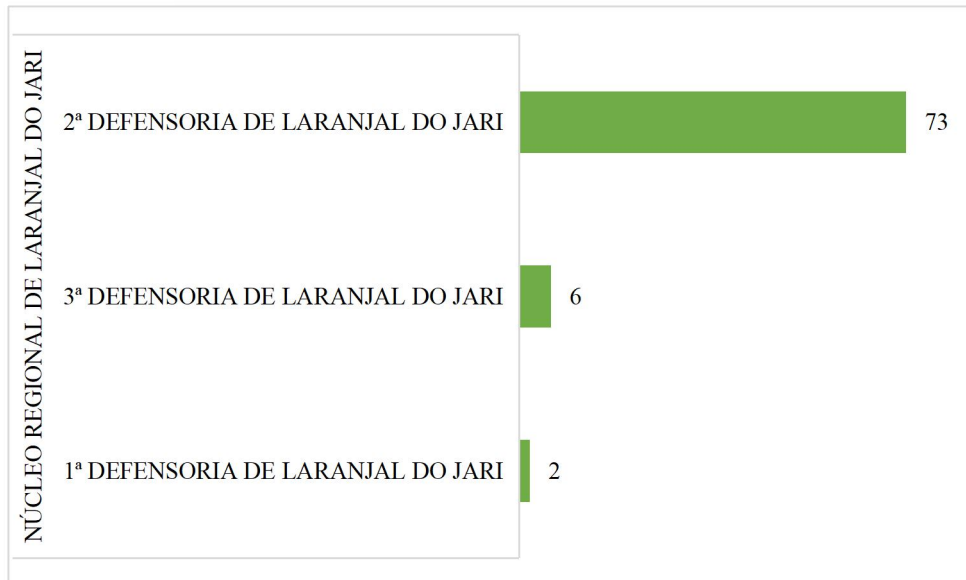 NÚCLEO REGIONAL DE LARANJAL DO JARI
2ª DEFENSORIA DE LARANJAL DO JARI 73
3ª DEFENSORIA DE LARANJAL DO JARI 6
1ª DEFENSORIA DE LARANJAL DO JARI 2